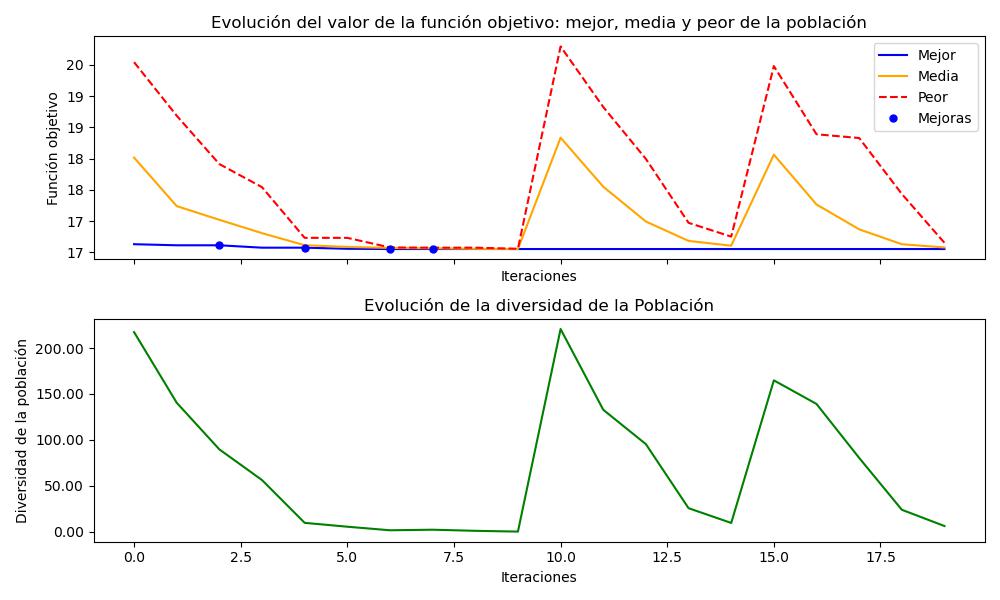 Evolución del valor de la función objetivo: mejor, media y peor de la población
Función objetivo
20
19
19
18
18
17
17
Mejor
Media
Peor
Mejoras
Iteraciones
Evolución de la diversidad de la Población
Diversidad de la población
200.00
150.00
100.00
50.00
0.00
0.0 2.5 5.0 7.5 10.0 12.5 15.0 17.5
Iteraciones